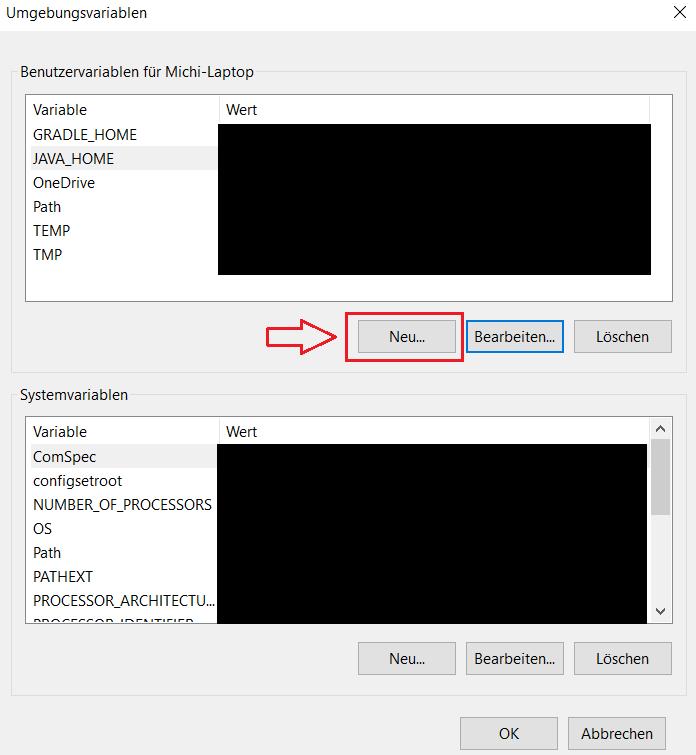 Umgebungsvariablen
Benutzervariablen für Michi-Laptop
Variable Wert
GRADLE_HOME
JAVA_HOME
OneDrive
Path
TEMP
TMP
Neu... Bearbeiten... Löschen
Systemvariablen
Variable Wert
ComSpec
configsetroot
NUMBER_OF_PROCESSORS
OS
Path
PATHEXT
PROCESSOR_ARCHITECTU...
PROCESSOR_IDENTIFIER
Neu... Bearbeiten... Löschen
OK Abbrechen